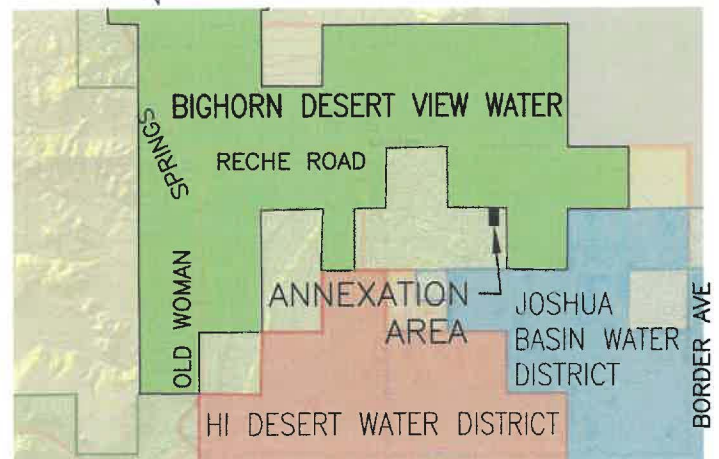 BIGHORN DESERT VIEW WATER
RECHE ROAD
OLD WOMAN SPRINGS
ANNEXATION
AREA
JOSHUA
BASIN WATER
DISTRICT
BORDER AVE
HI DESERT WATER DISTRICT